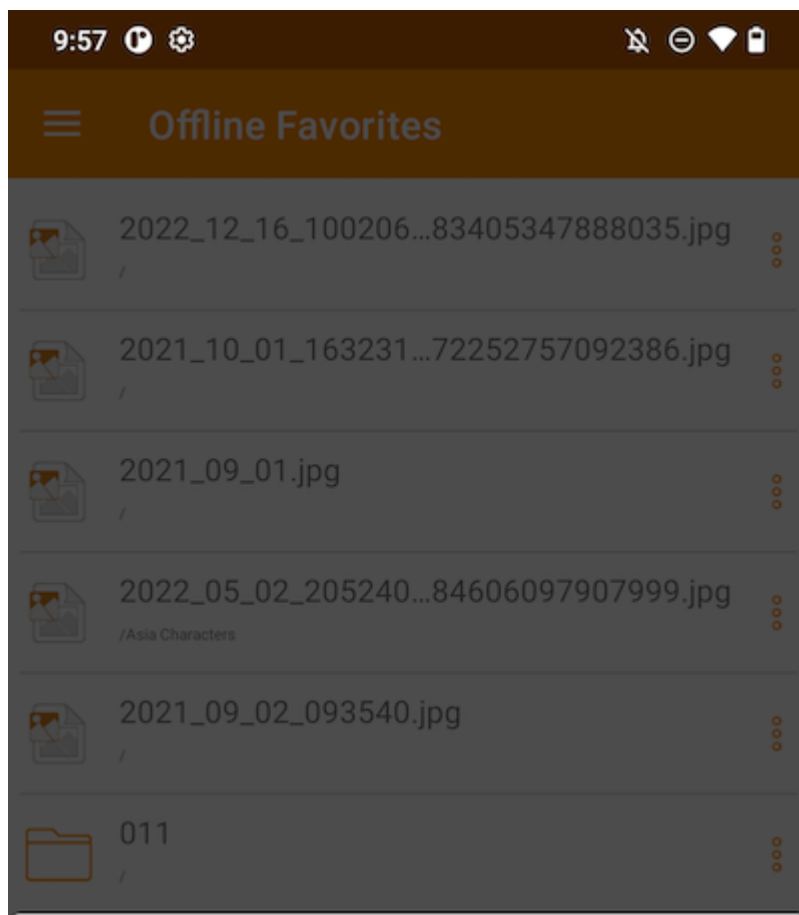 9:57
Offline Favorites
2022_12_16_100206...83405347888035.jpg
/
2021_10_01_163231...72252757092386.jpg
/
2021_09_01.jpg
/
2022_05_02_205240...84606097907999.jpg
/Asia Characters
2021_09_02_093540.jpg
/
011
/